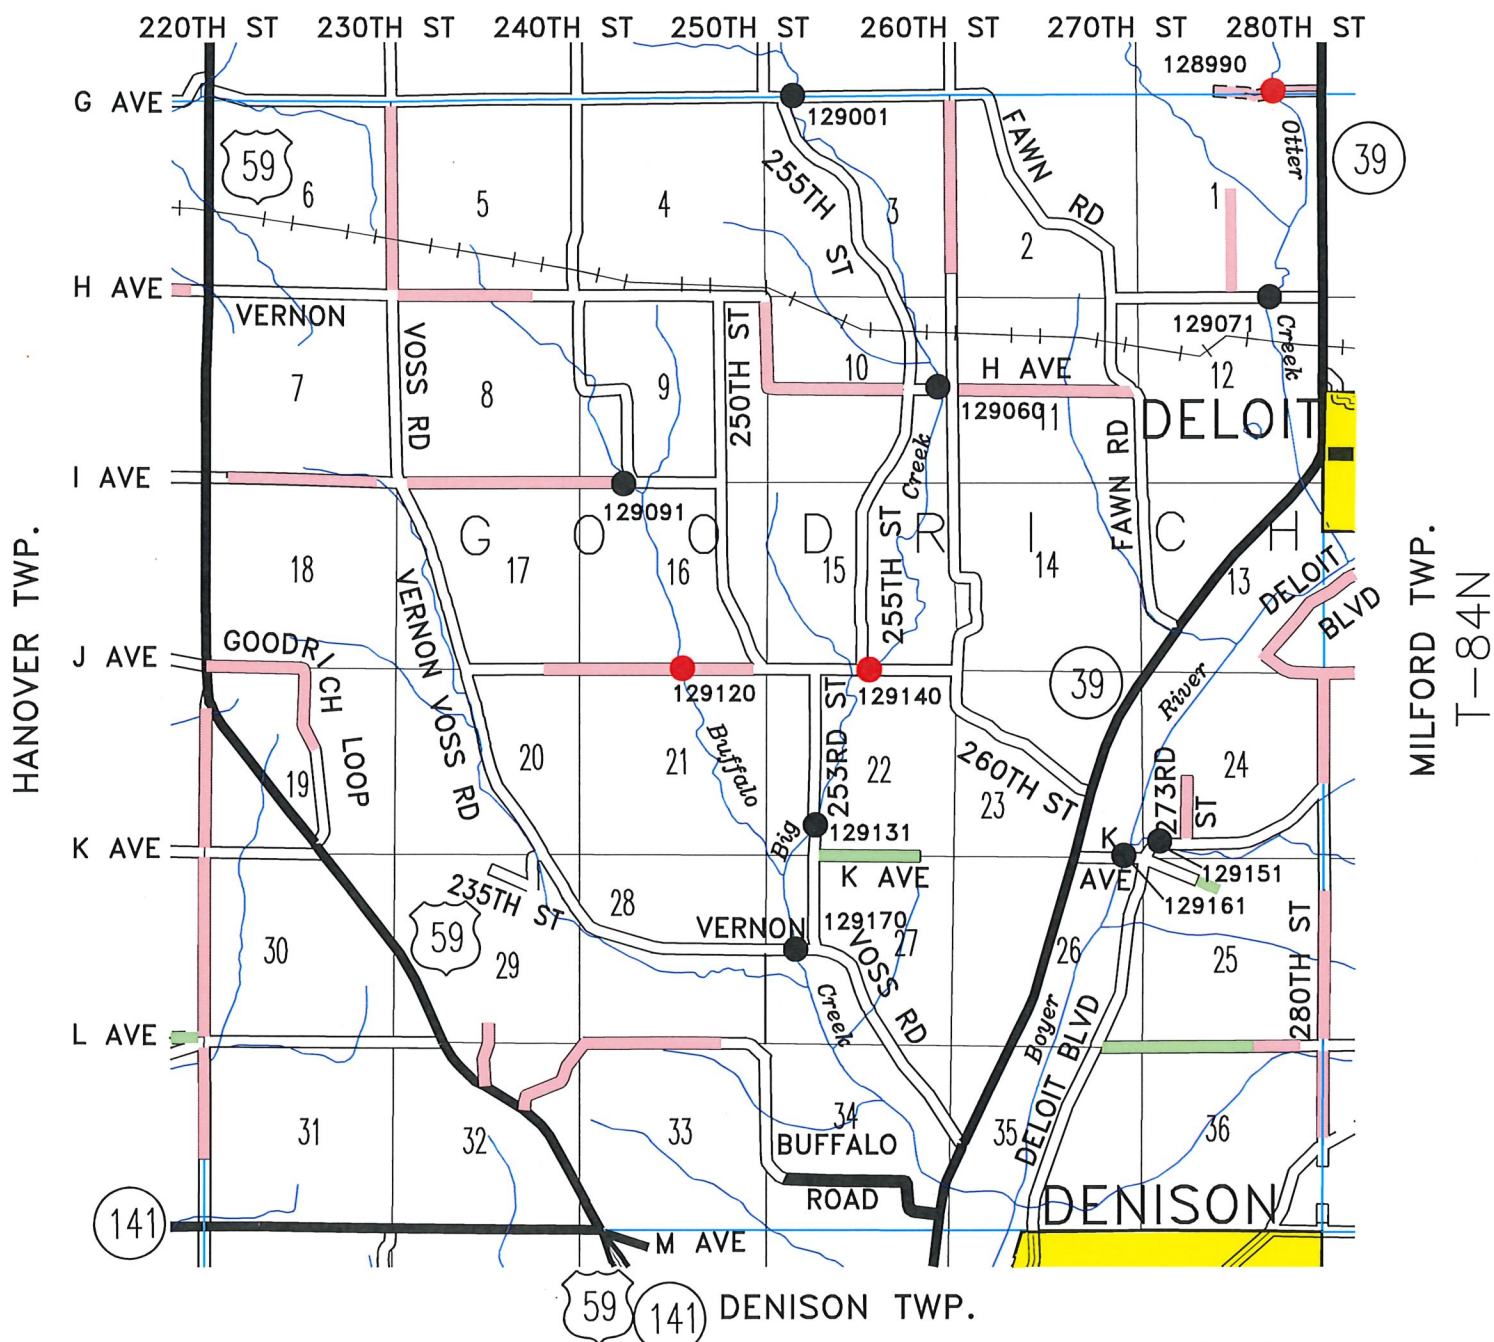 220TH ST 230TH ST 240TH ST 250TH ST 260TH ST 270TH ST 280TH ST
128990
G AVE
129001
59
39
FAWN RD
Otter
255TH ST
6 5 4 3 2 1
H AVE
VERNON
VOSS RD
250TH ST
129071
Creek
7 8 9 10 11 12
H AVE
129060
DELOIT
FAWN RD
Creek
I AVE
129091
GOODRICH
18 17 16 15 14 13
255TH ST
DELOIT BLVD
HANOVER TWP.
MILFORD TWP.
T-84N
VERNON VOSS RD
J AVE
GOODRICH LOOP
129120
129140
39
River
Buffalo
253RD ST
260TH ST
273RD ST
19 20 21 22 23 24
Big
129131
K AVE
K AVE
K AVE
129151
129161
235TH ST
59
VERNON
129170
VOSS RD
30 29 28 27 26 25
280TH ST
Creek
L AVE
Boyer
DELOIT BLVD
31 32 33 34 35 36
BUFFALO
ROAD
DENISON
141
M AVE
59
141
DENISON TWP.